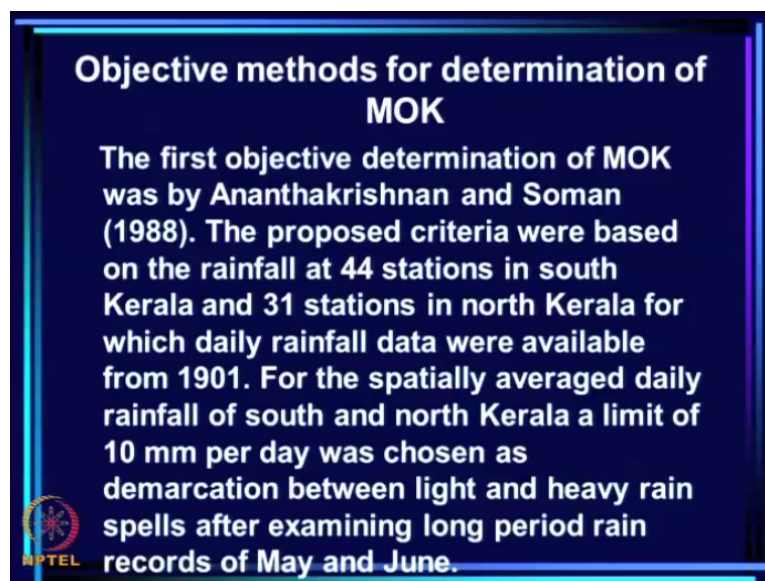 Objective methods for determination of
MOK
The first objective determination of MOK
was by Ananthakrishnan and Soman
(1988). The proposed criteria were based
on the rainfall at 44 stations in south
Kerala and 31 stations in north Kerala for
which daily rainfall data were available
from 1901. For the spatially averaged daily
rainfall of south and north Kerala a limit of
10 mm per day was chosen as
demarcation between light and heavy rain
spells after examining long period rain
records of May and June.
NPTEL